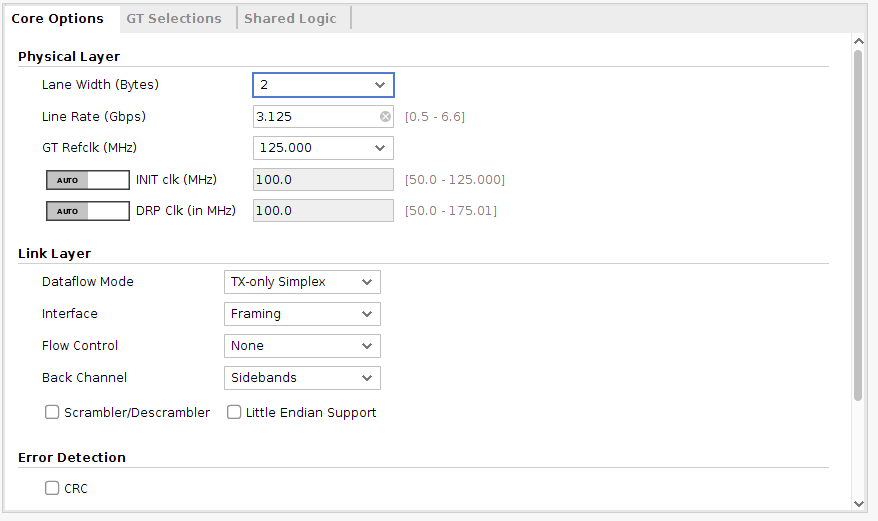 Core Options GT Selections Shared Logic
Physical Layer
Lane Width (Bytes) 2
Line Rate (Gbps) 3.125 [0.5 - 6.6]
GT Refclk (MHz) 125.000
AUTO INIT clk (MHz) 100.0 [50.0 - 125.000]
AUTO DRP Clk (in MHz) 100.0 [50.0 - 175.01]
Link Layer
Dataflow Mode TX-only Simplex
Interface Framing
Flow Control None
Back Channel Sidebands
Scrambler/Descrambler Little Endian Support
Error Detection
CRC